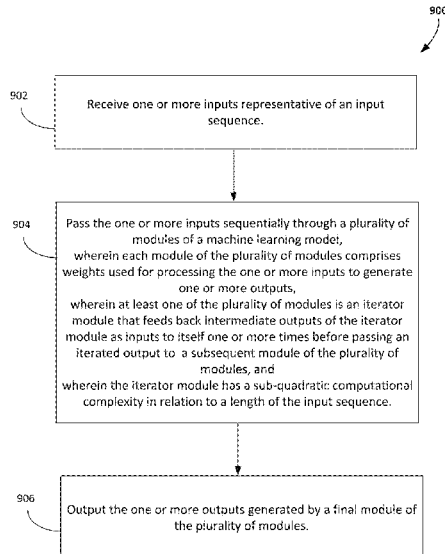 900
902
Receive one or more inputs representative of an input
sequence.
904
Pass the one or more inputs sequentially through a plurality of
modules of a machine learning model,
wherein each module of the plurality of modules comprises
weights used for processing the one or more inputs to generate
one or more outputs,
wherein at least one of the plurality of modules is an iterator
module that feeds back intermediate outputs of the iterator
module as inputs to itself one or more times before passing an
iterated output to a subsequent module of the plurality of
modules, and
wherein the iterator module has a sub-quadratic computational
complexity in relation to a length of the input sequence.
906
Output the one or more outputs generated by a final module of
the plurality of modules.